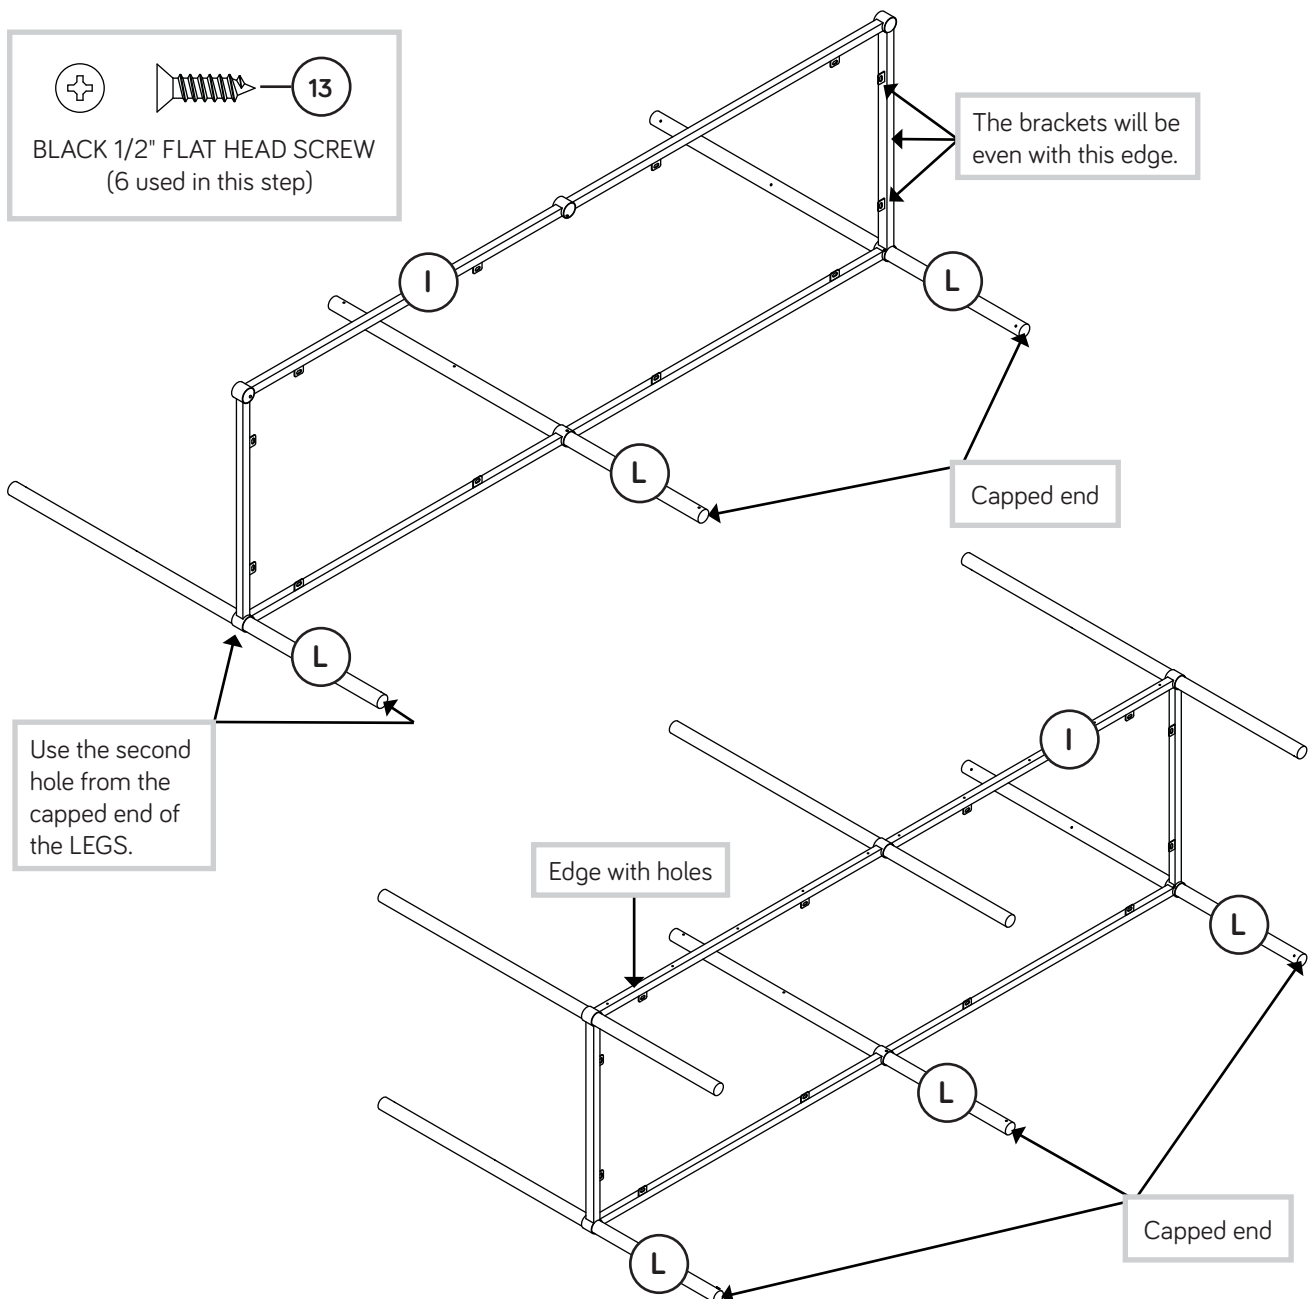 13
BLACK 1/2" FLAT HEAD SCREW
(6 used in this step)
The brackets will be
even with this edge.
I
L
L
Capped end
L
Use the second
hole from the
capped end of
the LEGS.
I
Edge with holes
L
L
Capped end
L